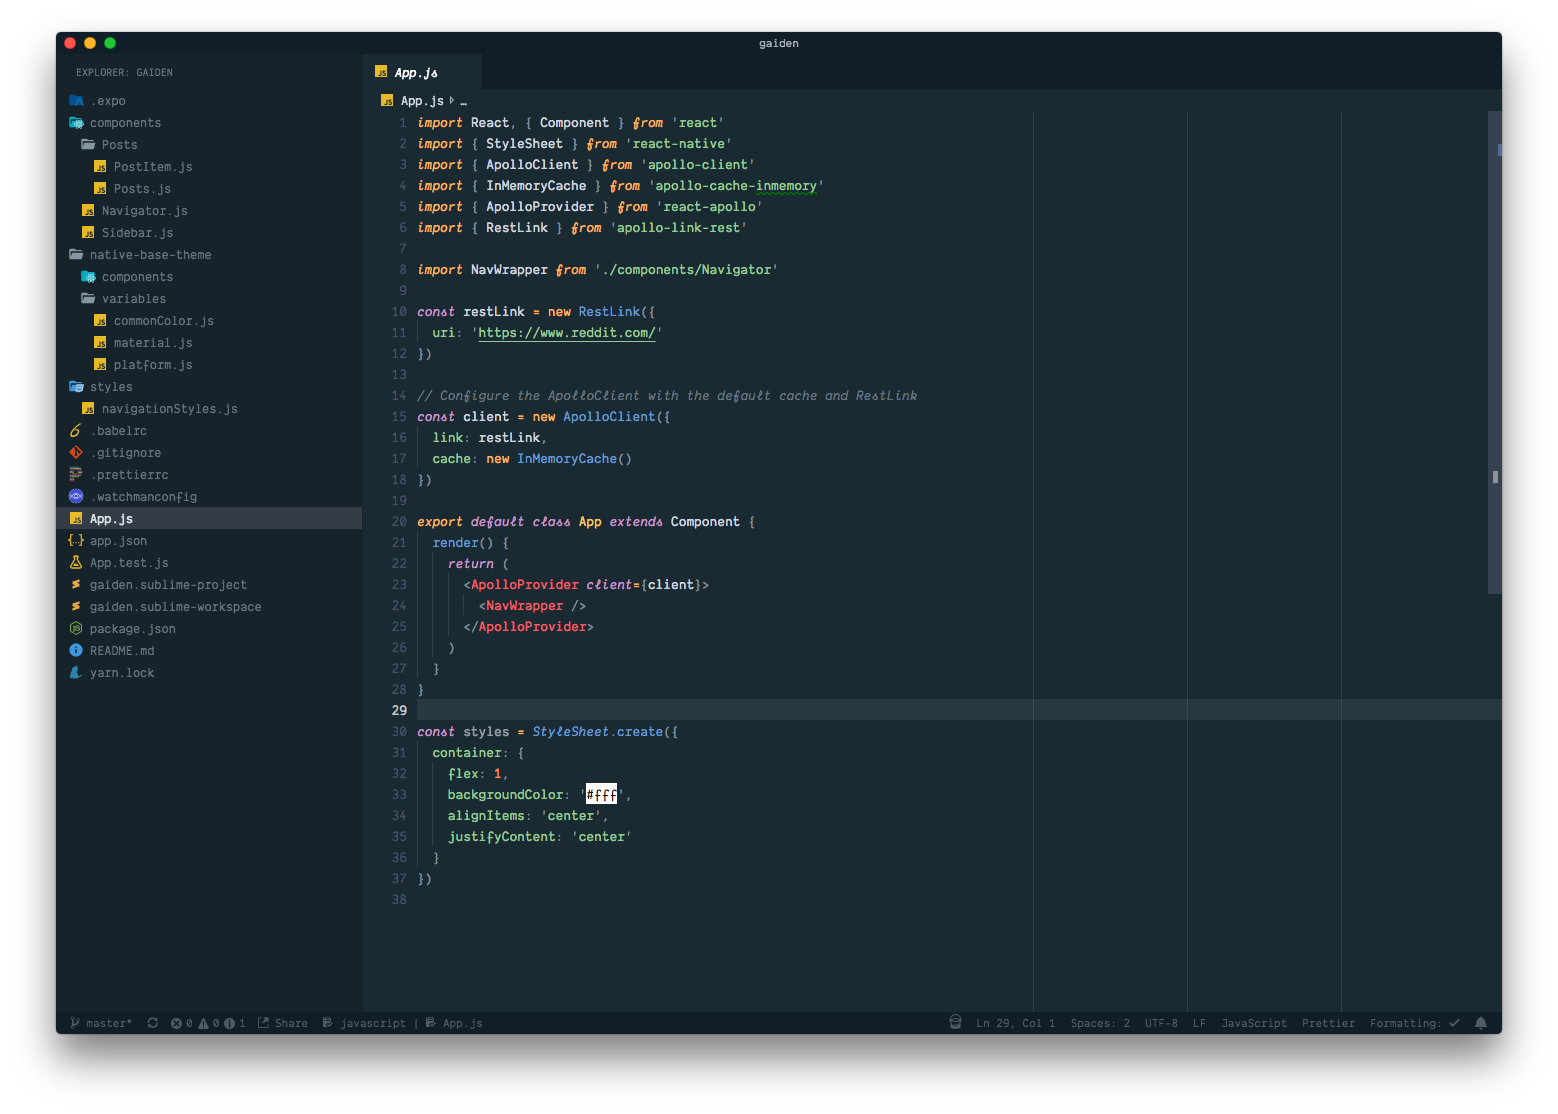 gaiden
EXPLORER: GAIDEN
.expo
components
Posts
PostItem.js
Posts.js
Navigator.js
Sidebar.js
native-base-theme
components
variables
commonColor.js
material.js
platform.js
styles
navigationStyles.js
.babelrc
.gitignore
.prettierrc
.watchmanconfig
App.js
app.json
App.test.js
gaiden.sublime-project
gaiden.sublime-workspace
package.json
README.md
yarn.lock
JS App.js
JS App.js …
1 import React, { Component } from 'react'
2 import { StyleSheet } from 'react-native'
3 import { ApolloClient } from 'apollo-client'
4 import { InMemoryCache } from 'apollo-cache-inmemory'
5 import { ApolloProvider } from 'react-apollo'
6 import { RestLink } from 'apollo-link-rest'
7
8 import NavWrapper from './components/Navigator'
9
10 const restLink = new RestLink({
11 uri: 'https://www.reddit.com/'
12 })
13
14 // Configure the ApolloClient with the default cache and RestLink
15 const client = new ApolloClient({
16 link: restLink,
17 cache: new InMemoryCache()
18 })
19
20 export default class App extends Component {
21 render() {
22 return (
23 <ApolloProvider client={client}>
24 <NavWrapper />
25 </ApolloProvider>
26 )
27 }
28 }
29
30 const styles = StyleSheet.create({
31 container: {
32 flex: 1,
33 backgroundColor: '#fff',
34 alignItems: 'center',
35 justifyContent: 'center'
36 }
37 })
38
master* 0 0 1 Share javascript | App.js Ln 29, Col 1 Spaces: 2 UTF-8 LF JavaScript Prettier Formatting: ✓